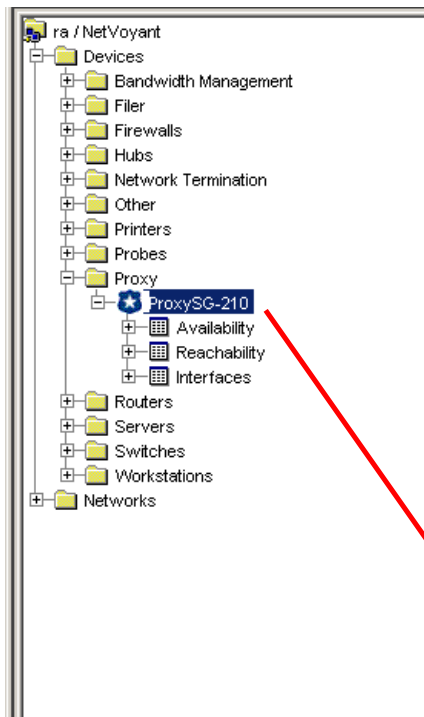 ra / NetVoyant
Devices
Bandwidth Management
Filer
Firewalls
Hubs
Network Termination
Other
Printers
Probes
Proxy
ProxySG-210
Availability
Reachability
Interfaces
Routers
Servers
Switches
Workstations
Networks